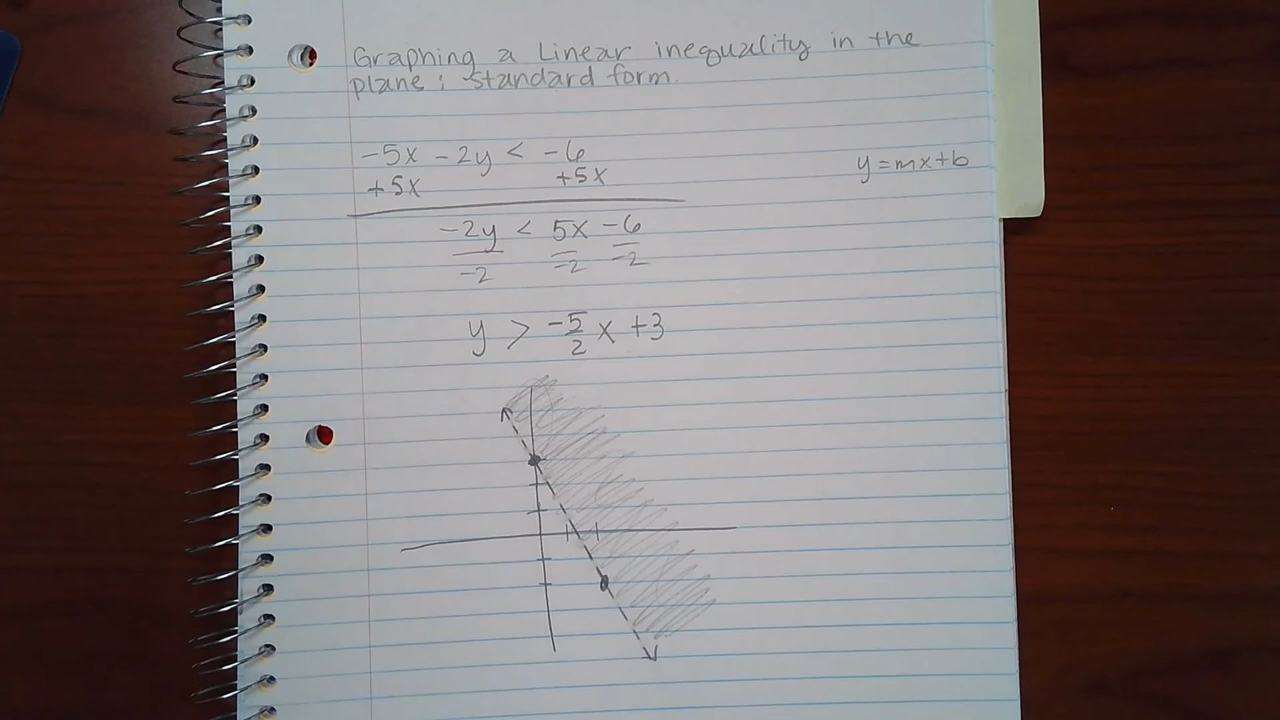 Graphing a Linear inequality in the
plane: standard form.
-5x - 2y < -6
y = mx+b
+5x +5x
-2y < 5x - 6
-2 -2 -2
y > -5/2 x + 3